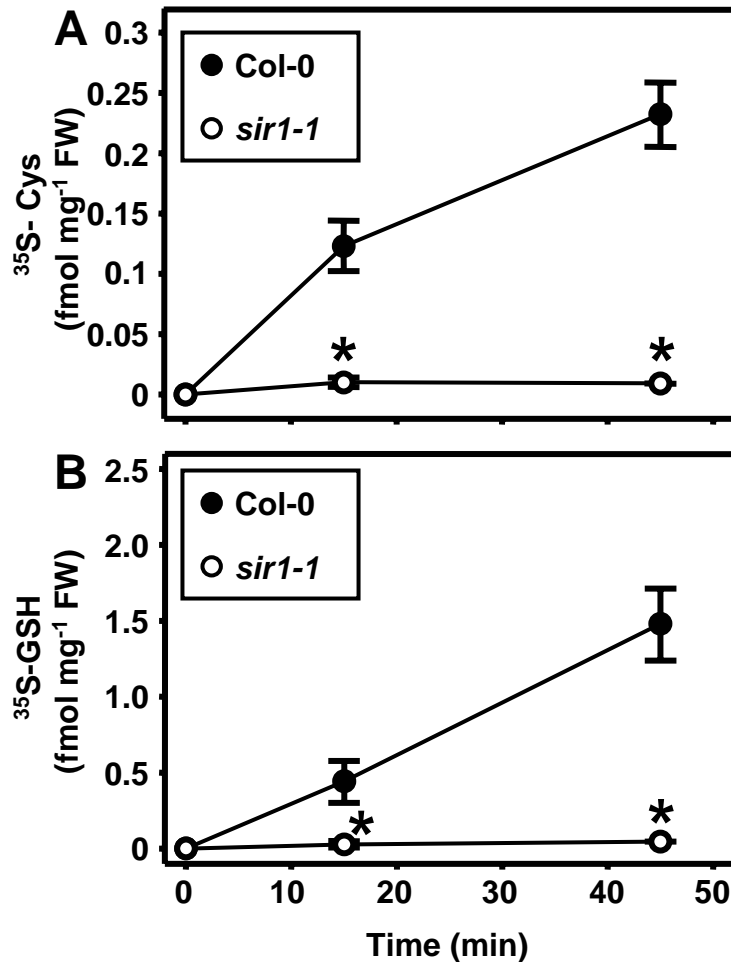 A
0.3
0.25
0.2
0.15
0.1
0.05
0
³⁵S- Cys
(fmol mg⁻¹ FW)
Col-0
sir1-1
*
*
B
2.5
2.0
1.5
1.0
0.5
0
³⁵S-GSH
(fmol mg⁻¹ FW)
Col-0
sir1-1
*
*
0 10 20 30 40 50
Time (min)